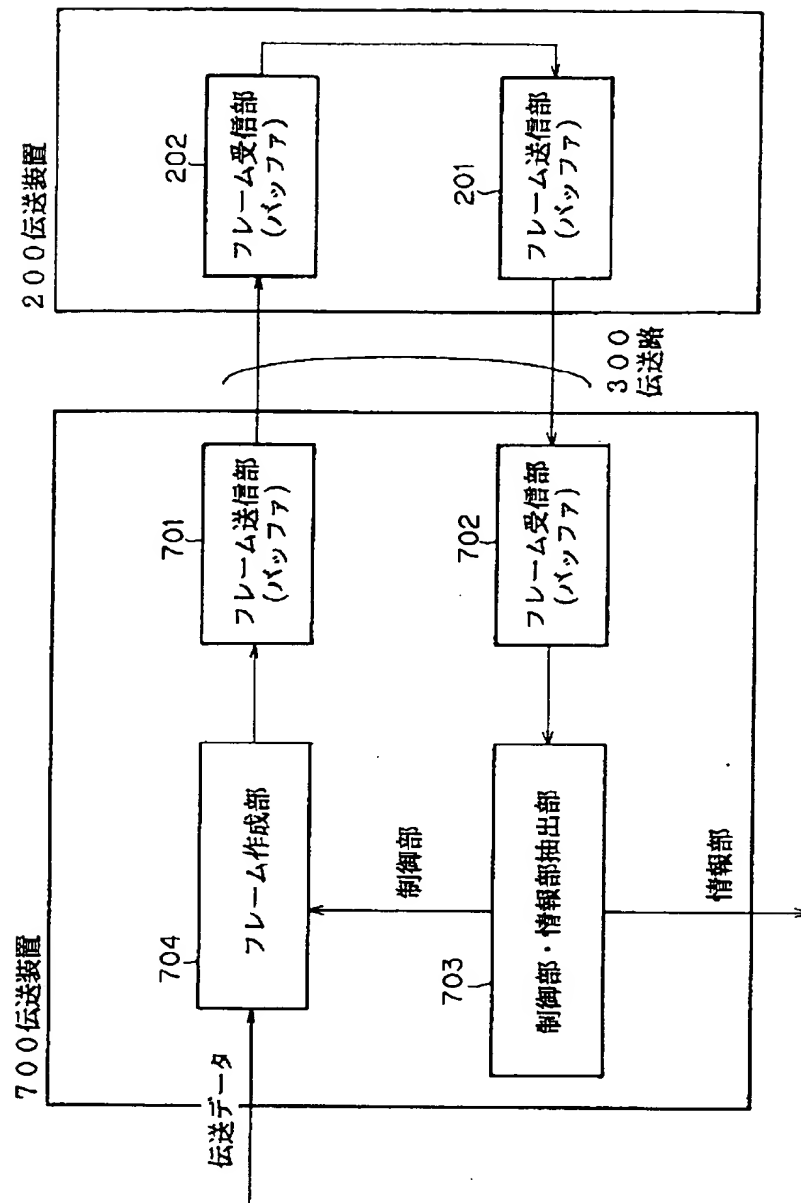 700伝送装置
伝送データ
704
フレーム作成部
701
フレーム送信部
(バッファ)
制御部
703
制御部・情報部抽出部
702
フレーム受信部
(バッファ)
情報部
300
伝送路
200伝送装置
202
フレーム受信部
(バッファ)
201
フレーム送信部
(バッファ)